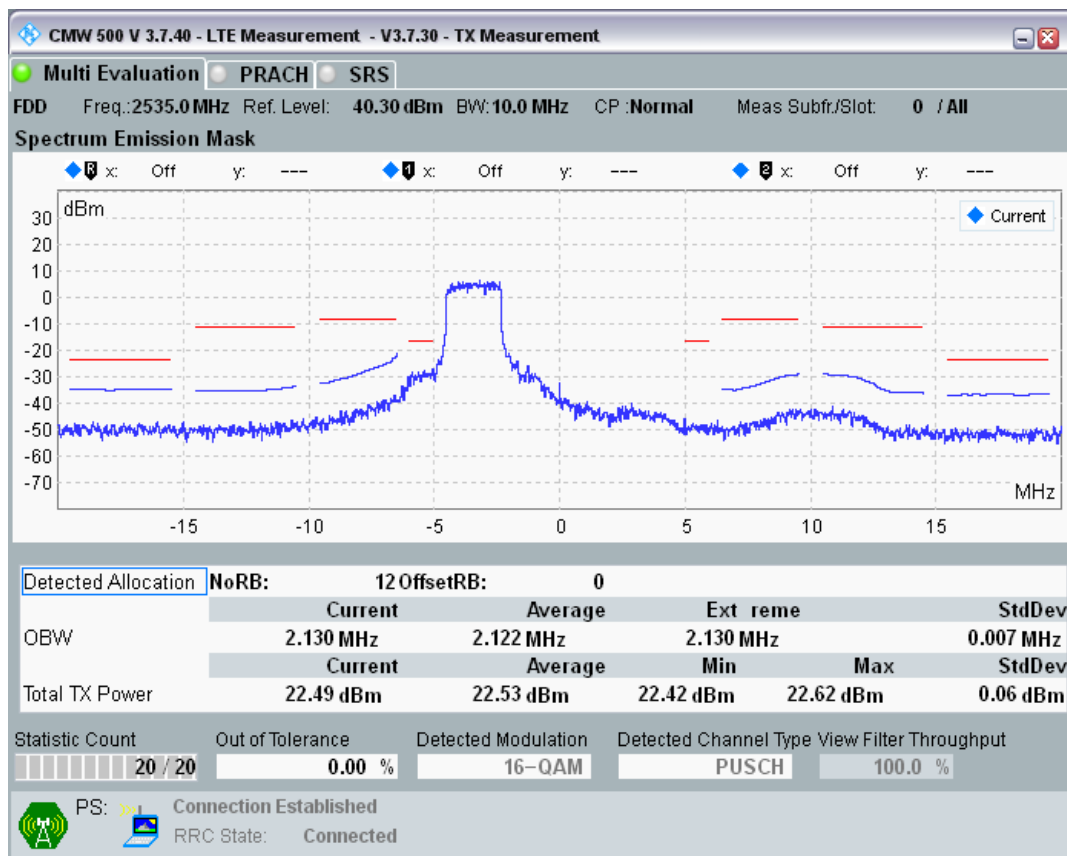 CMW 500 V 3.7.40 - LTE Measurement - V3.7.30 - TX Measurement
Multi Evaluation PRACH SRS
FDD Freq.:2535.0 MHz Ref. Level: 40.30 dBm BW:10.0 MHz CP :Normal Meas Subfr./Slot: 0 / All
Spectrum Emission Mask
R x: Off y: --- 1 x: Off y: --- 2 x: Off y: ---
dBm
Current
30
20
10
0
-10
-20
-30
-40
-50
-60
-70
MHz
-15 -10 -5 0 5 10 15
Detected Allocation NoRB: 12 OffsetRB: 0
Current Average Ext reme StdDev
OBW 2.130 MHz 2.122 MHz 2.130 MHz 0.007 MHz
Current Average Min Max StdDev
Total TX Power 22.49 dBm 22.53 dBm 22.42 dBm 22.62 dBm 0.06 dBm
Statistic Count Out of Tolerance Detected Modulation Detected Channel Type View Filter Throughput
20 / 20 0.00 % 16-QAM PUSCH 100.0 %
PS: Connection Established
RRC State: Connected